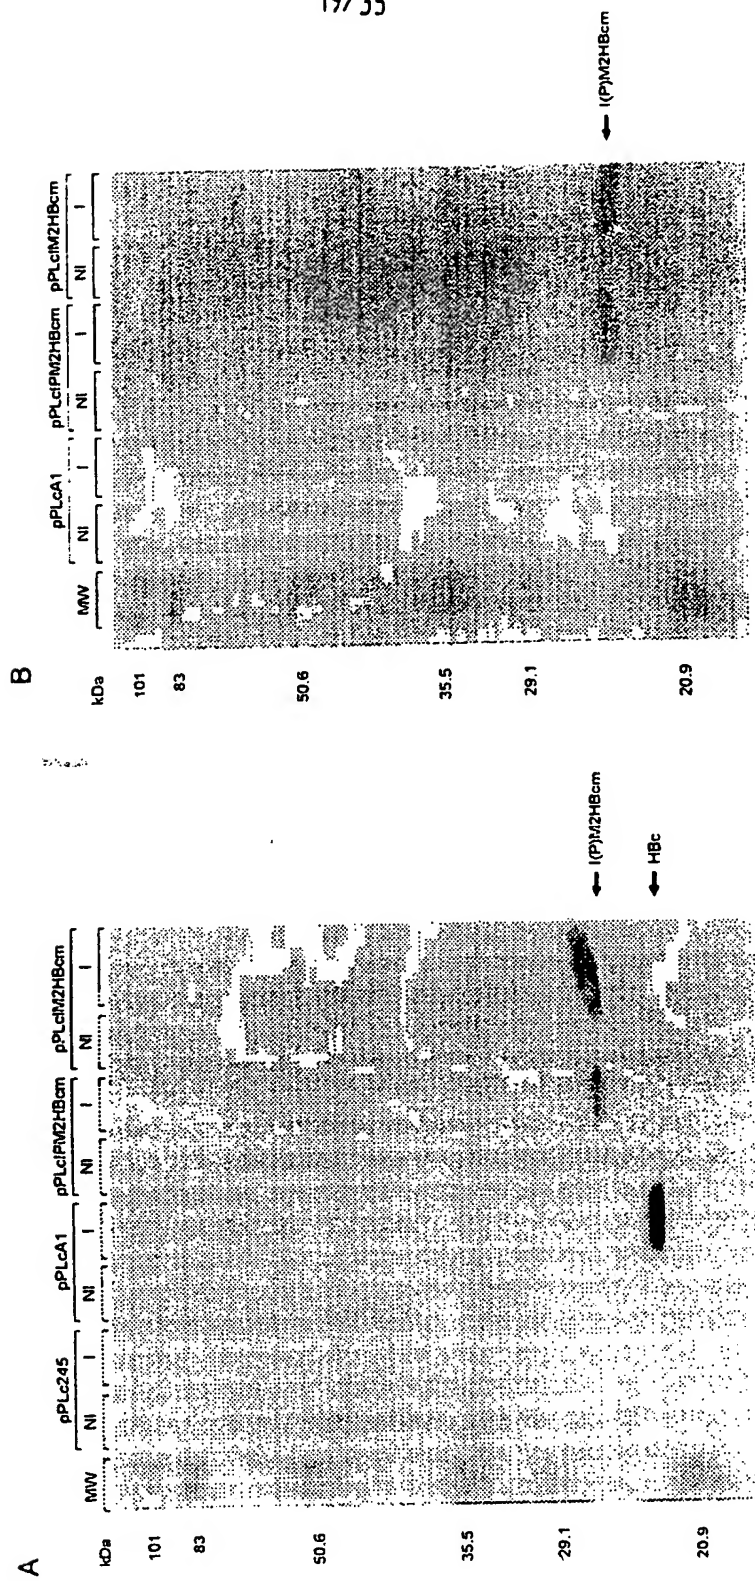 19/55
A
pPLc245 pPLcA1 pPLcIPM2HBcm pPLcIM2HBcm
MW NI I NI I NI I NI I
kDa
101
83
50.6
35.5
29.1
20.9
I(P)M2HBcm
HBc
B
pPLcA1 pPLcIPM2HBcm pPLcIM2HBcm
MW NI I NI I NI I
kDa
101
83
50.6
35.5
29.1
20.9
I(P)M2HBcm